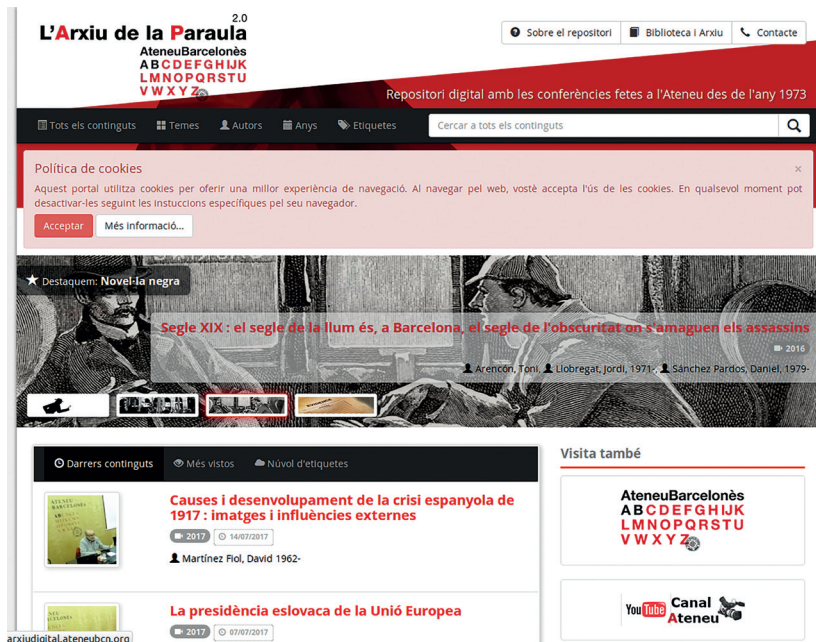 2.0
L'Arxiu de la Paraula
AteneuBarcelonès
ABCDEFGHIJK
LMNOPQRSTU
VWXYZ
Sobre el repositori
Biblioteca i Arxiu
Contacte
Repositori digital amb les conferències fetes a l'Ateneu des de l'any 1973
Tots els continguts
Temes
Autors
Anys
Etiquetes
Cercar a tots els continguts
Política de cookies
×
Aquest portal utilitza cookies per oferir una millor experiència de navegació. Al navegar pel web, vostè accepta l'ús de les cookies. En qualsevol moment pot
desactivar-les seguint les instuccions específiques pel seu navegador.
Acceptar
Més informació...
Destaquem: Novel·la negra
Segle XIX : el segle de la llum és, a Barcelona, el segle de l'obscuritat on s'amaguen els assassins
2016
Arencón, Toni, Llobregat, Jordi, 1971-, Sánchez Pardos, Daniel, 1979-
Darrers continguts
Més vistos
Núvol d'etiquetes
Causes i desenvolupament de la crisi espanyola de
1917 : imatges i influències externes
2017
14/07/2017
Martínez Fiol, David 1962-
La presidència eslovaca de la Unió Europea
2017
07/07/2017
Visita també
AteneuBarcelonès
ABCDEFGHIJK
LMNOPQRSTU
VWXYZ
YouTube Canal
Ateneu
arxiudigital.ateneubcn.org